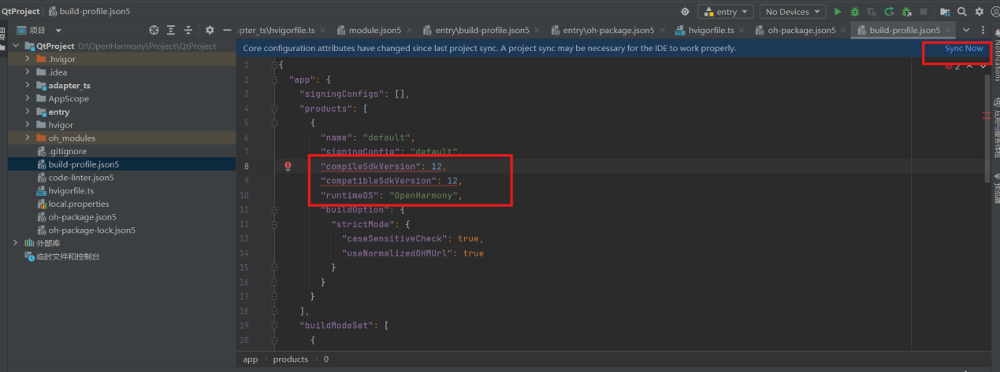 QtProject
build-profile.json5
entry
No Devices
项目
apter_ts\hvigorfile.ts
module.json5
entry\build-profile.json5
entry\oh-package.json5
hvigorfile.ts
oh-package.json5
build-profile.json5
QtProject D:\OpenHarmony\Project\QtProject
.hvigor
.idea
adapter_ts
AppScope
entry
hvigor
oh_modules
.gitignore
build-profile.json5
code-linter.json5
hvigorfile.ts
local.properties
oh-package.json5
oh-package-lock.json5
外部库
临时文件和控制台
Core configuration attributes have changed since last project sync. A project sync may be necessary for the IDE to work properly.
Sync Now
2
1 {
2 "app": {
3 "signingConfigs": [],
4 "products": [
5 {
6 "name": "default",
7 "signingConfig": "default",
8 "compileSdkVersion": 12,
9 "compatibleSdkVersion": 12,
10 "runtimeOS": "OpenHarmony",
11 "buildOption": {
12 "strictMode": {
13 "caseSensitiveCheck": true,
14 "useNormalizedOHMUrl": true
15 }
16 }
17 }
18 ],
19 "buildModeSet": [
20 {
app
products
0
Notifications
预览器